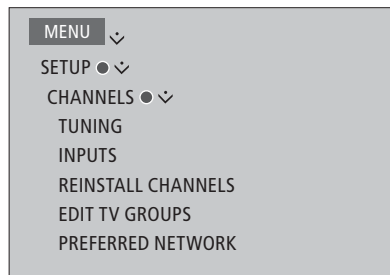 MENU
SETUP
CHANNELS
TUNING
INPUTS
REINSTALL CHANNELS
EDIT TV GROUPS
PREFERRED NETWORK